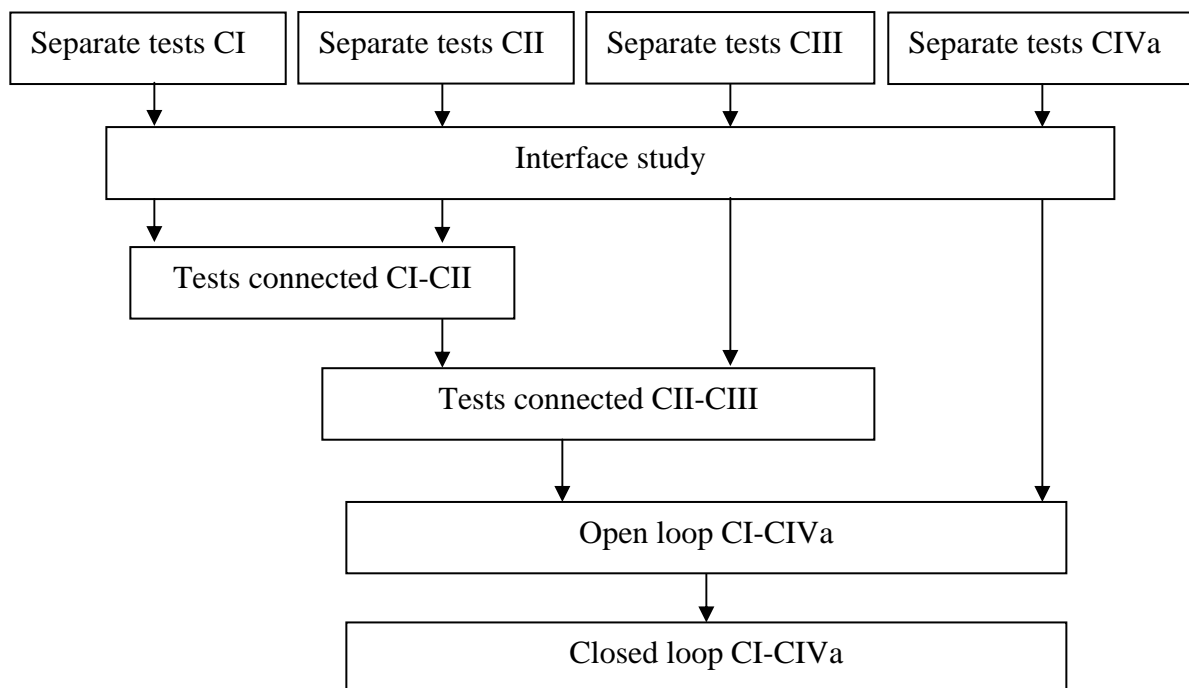 Separate tests CI
Separate tests CII
Separate tests CIII
Separate tests CIVa
Interface study
Tests connected CI-CII
Tests connected CII-CIII
Open loop CI-CIVa
Closed loop CI-CIVa